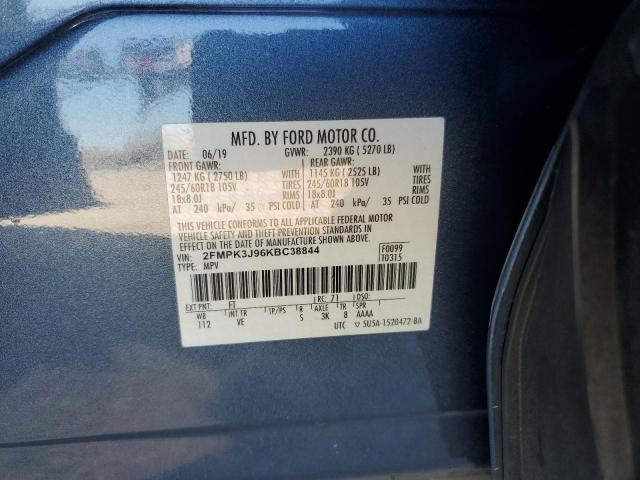 MFD. BY FORD MOTOR CO.
DATE: 06/19 GVWR: 2390 KG ( 5270 LB)
FRONT GAWR: REAR GAWR:
1247 KG ( 2750 LB) WITH 1145 KG ( 2525 LB) WITH
245/60R18 105V TIRES 245/60R18 105V TIRES
18x8.0J RIMS 18x8.0J RIMS
AT 240 kPa/ 35 PSI COLD AT 240 kPa/ 35 PSI COLD
THIS VEHICLE CONFORMS TO ALL APPLICABLE FEDERAL MOTOR
VEHICLE SAFETY AND THEFT PREVENTION STANDARDS IN
EFFECT ON THE DATE OF MANUFACTURE SHOWN ABOVE.
VIN: 2FMPK3J96KBC38844 F0099
TYPE: MPV T0315
EXT PNT: RC: 71 DSO:
WB INT TR TP/PS R AXLE TR SPR
112 VE S 3K 8 AAAA
UTC ▽ 5U5A-1520472-BA